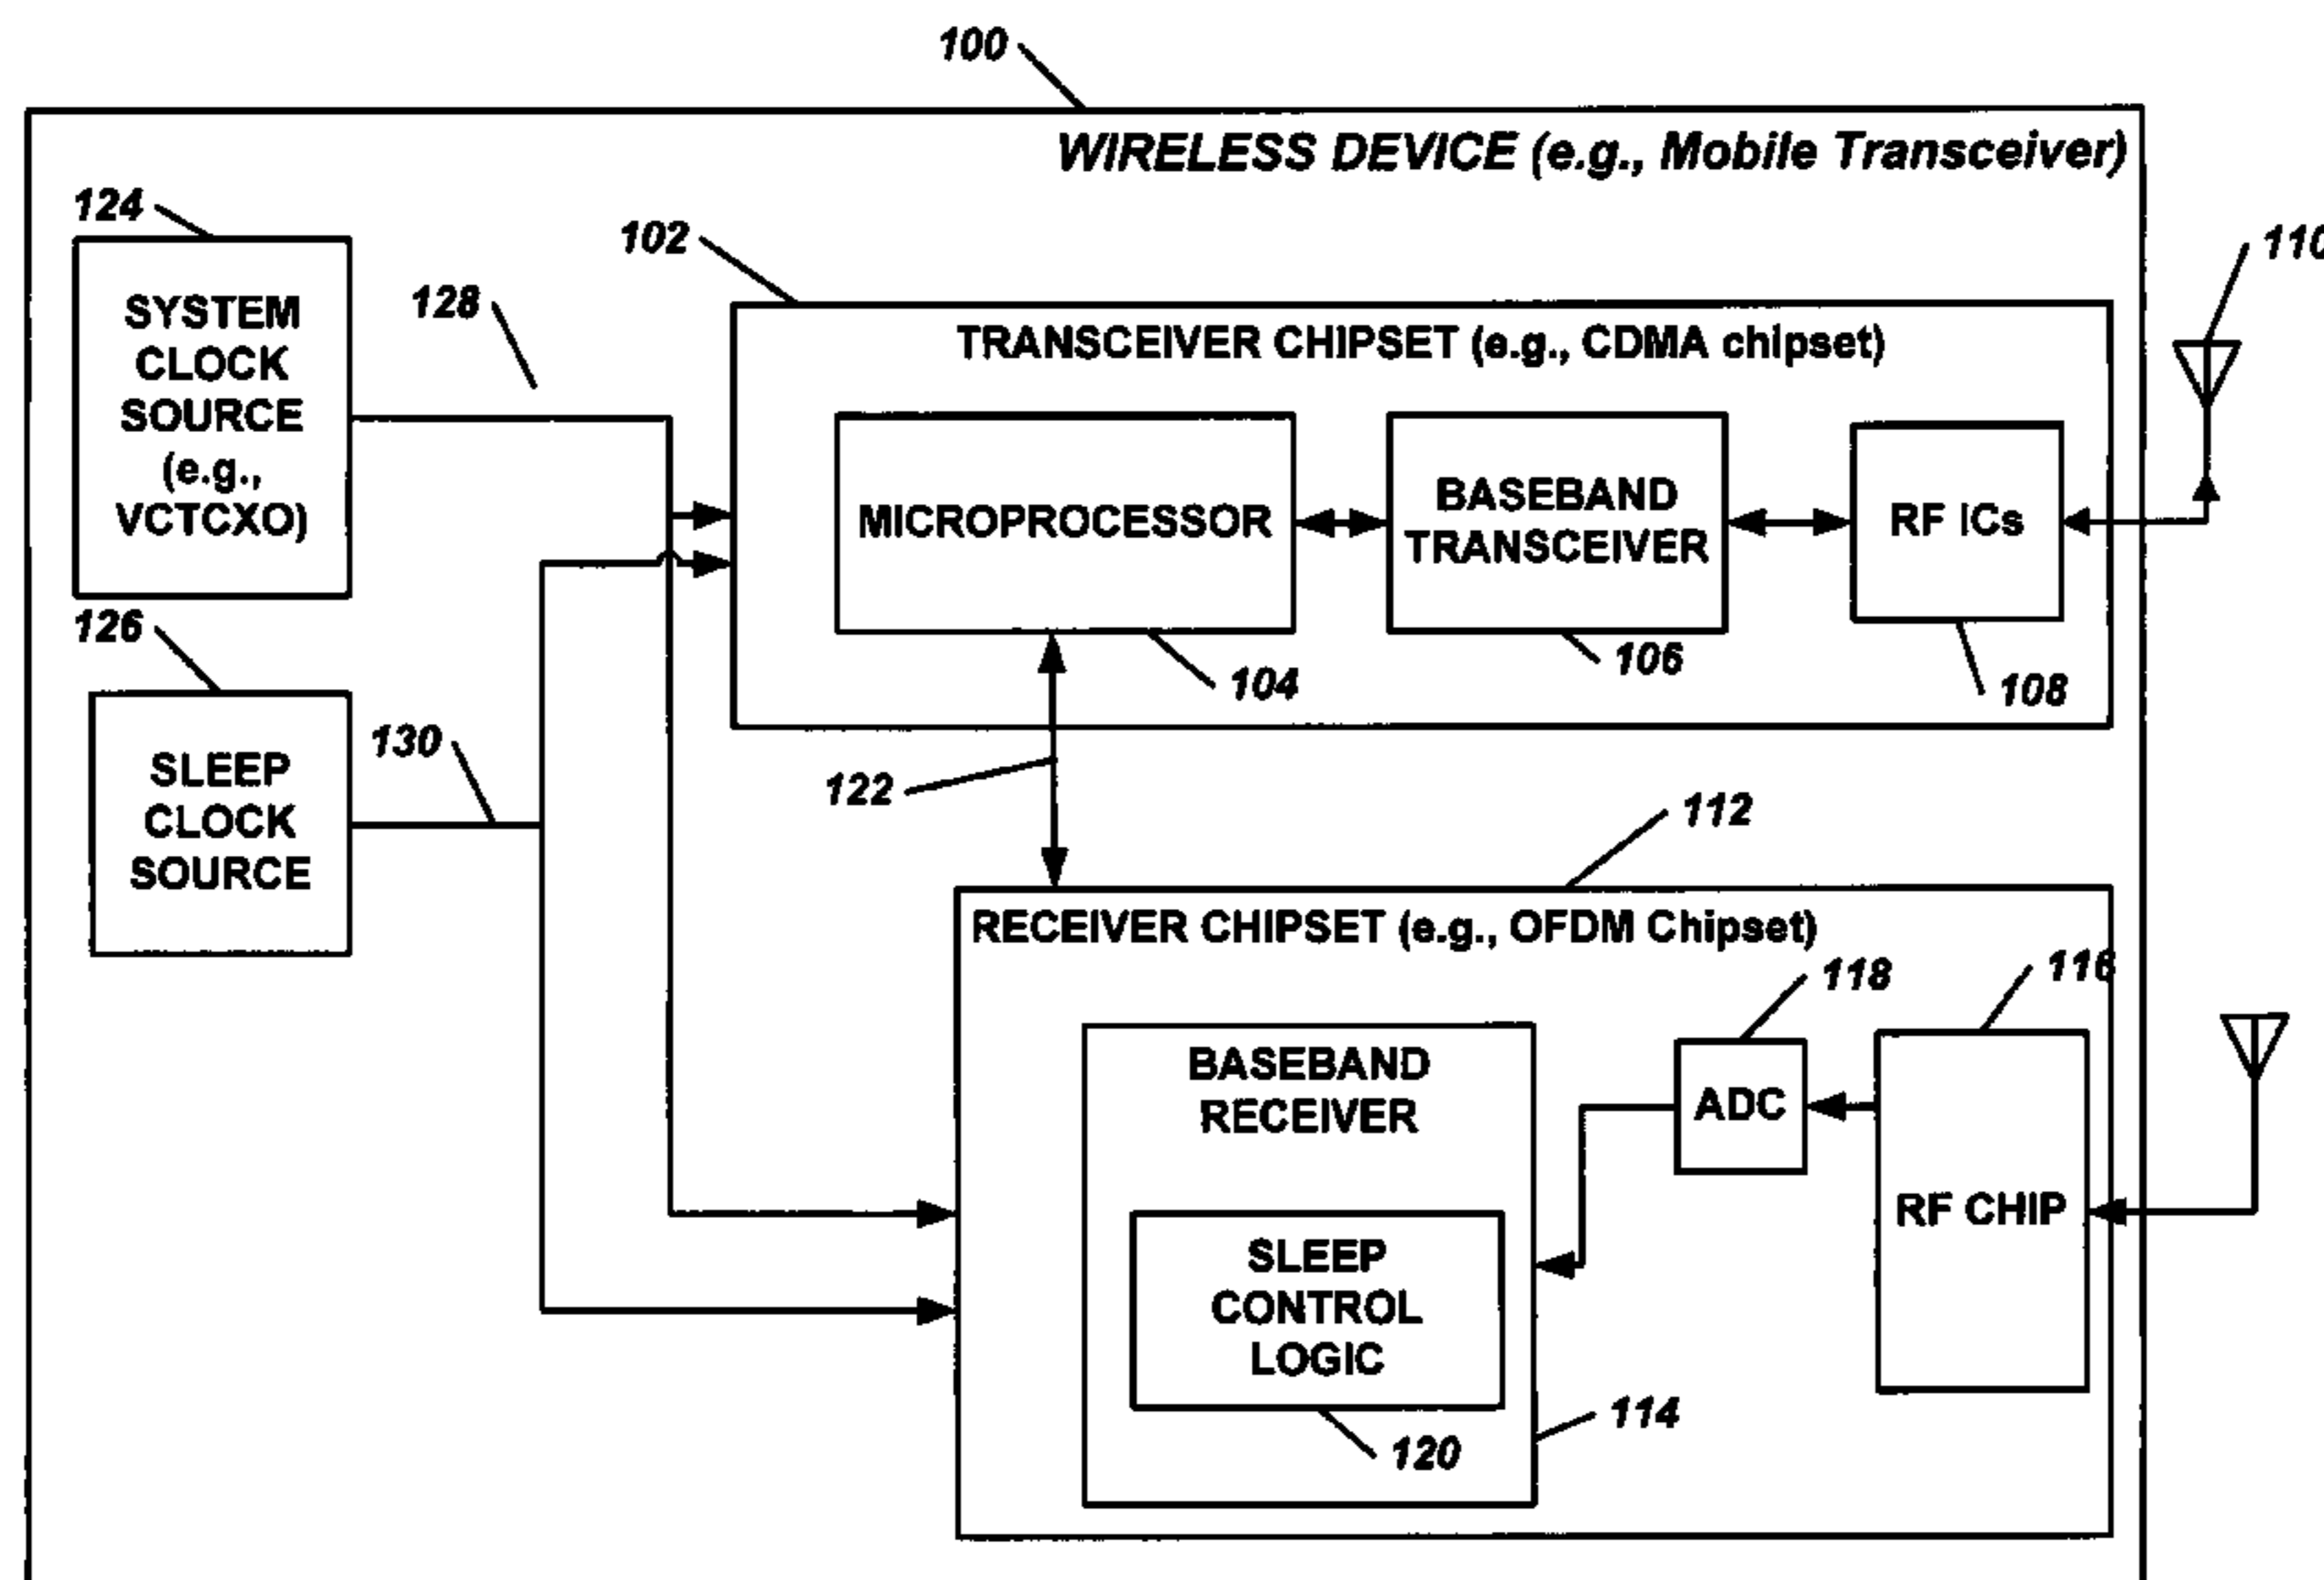 100
WIRELESS DEVICE (e.g., Mobile Transceiver)
124
102
110
SYSTEM
CLOCK
SOURCE
(e.g.,
VCTCXO)
128
TRANSCEIVER CHIPSET (e.g., CDMA chipset)
MICROPROCESSOR
BASEBAND
TRANSCEIVER
RF ICs
104
106
108
126
SLEEP
CLOCK
SOURCE
130
122
112
RECEIVER CHIPSET (e.g., OFDM Chipset)
118
116
BASEBAND
RECEIVER
ADC
RF CHIP
SLEEP
CONTROL
LOGIC
114
120